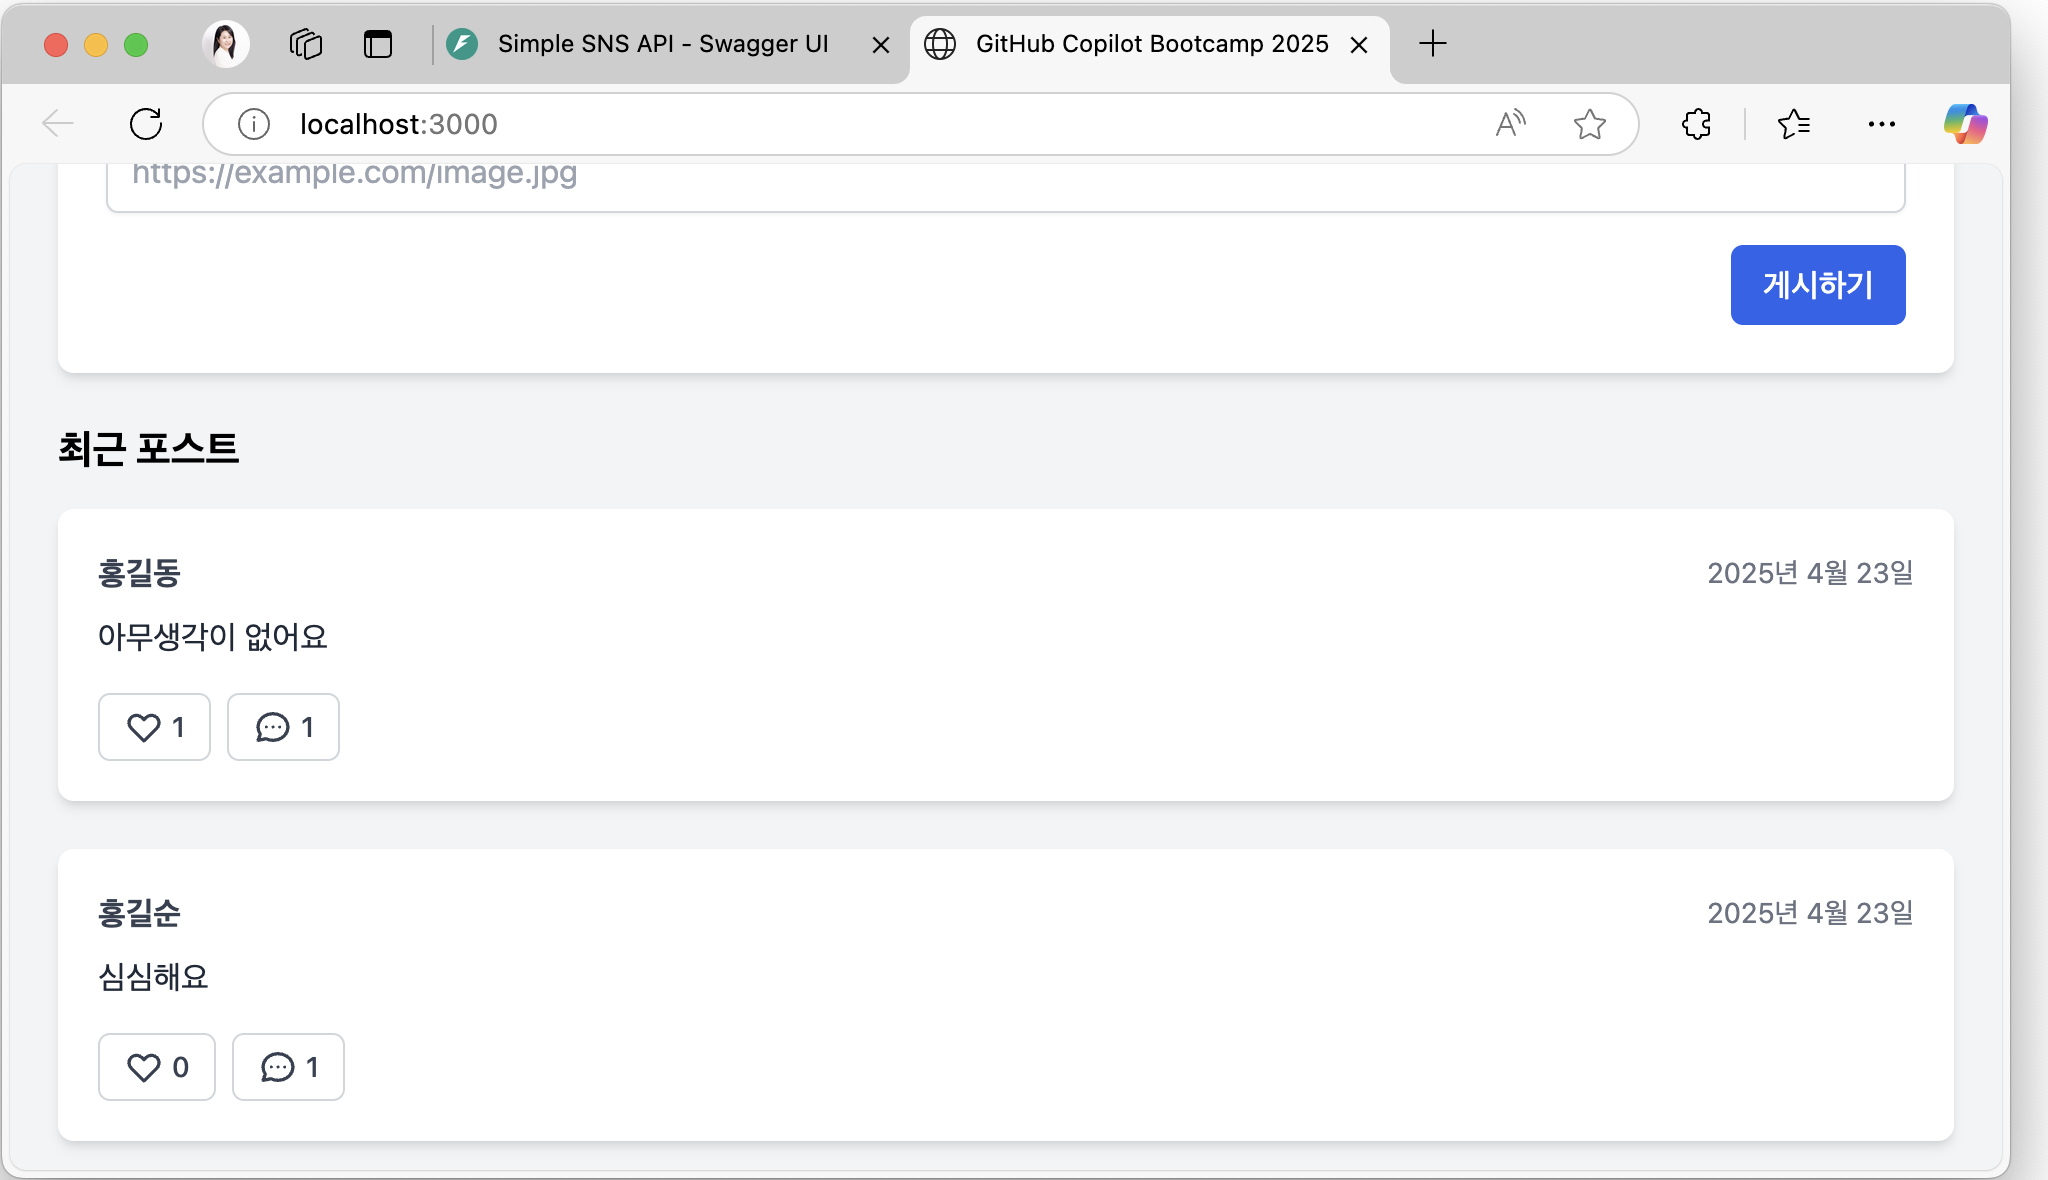 Simple SNS API - Swagger UI
GitHub Copilot Bootcamp 2025
localhost:3000
https://example.com/image.jpg
게시하기
최근 포스트
홍길동
2025년 4월 23일
아무생각이 없어요
1
1
홍길순
2025년 4월 23일
심심해요
0
1